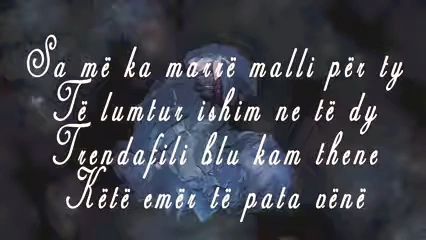 Sa më ka marrë malli për ty
Të lumtur ishim ne të dy
Trendafili blu kam thene
Këtë emër të pata vënë